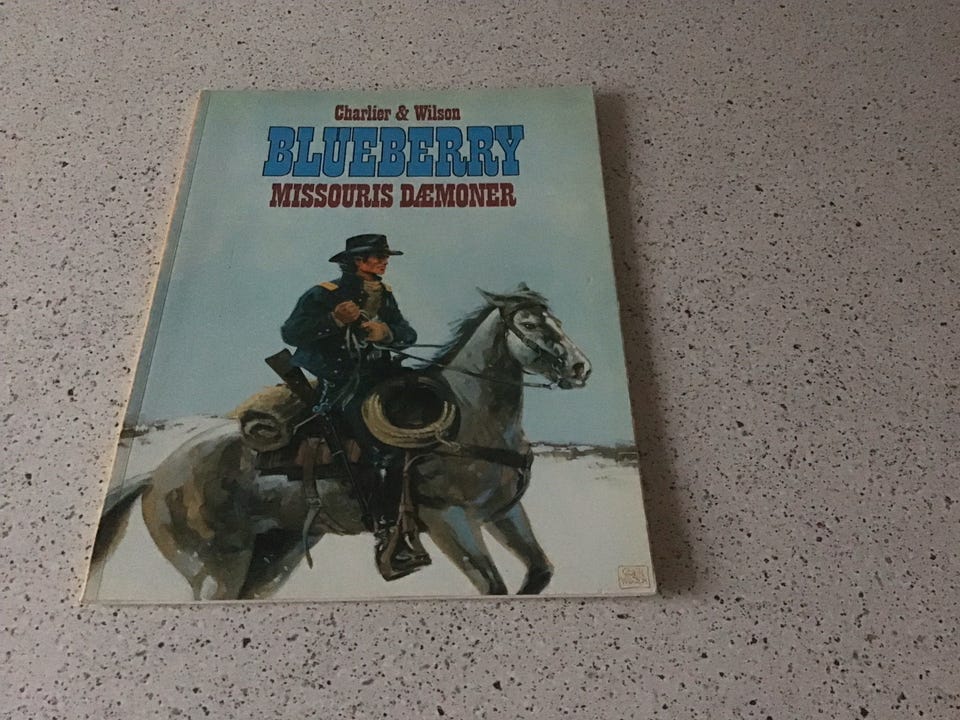 Charlier & Wilson
BLUEBERRY
MISSOURIS DÆMONER